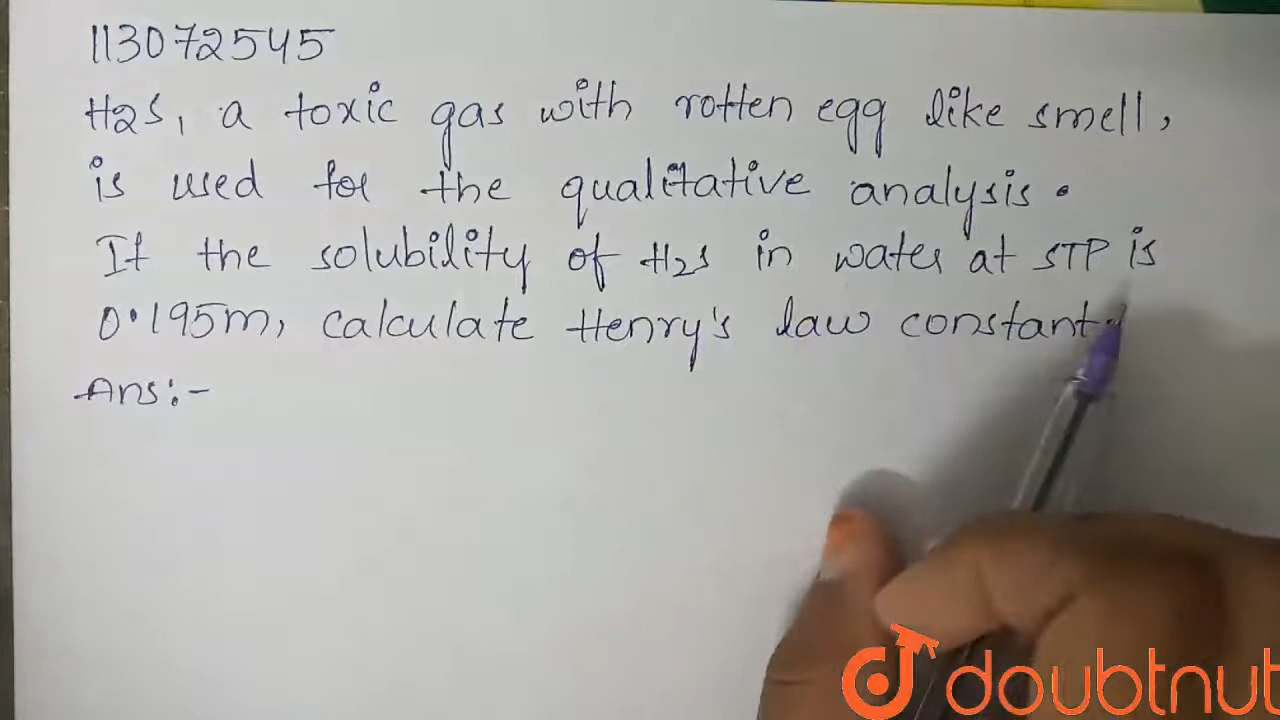 113072545
H2S, a toxic gas with rotten egg like smell,
is used for the qualitative analysis.
If the solubility of H2S in water at STP is
0.195m, calculate Henry's law constant.
Ans:-
doubtnut